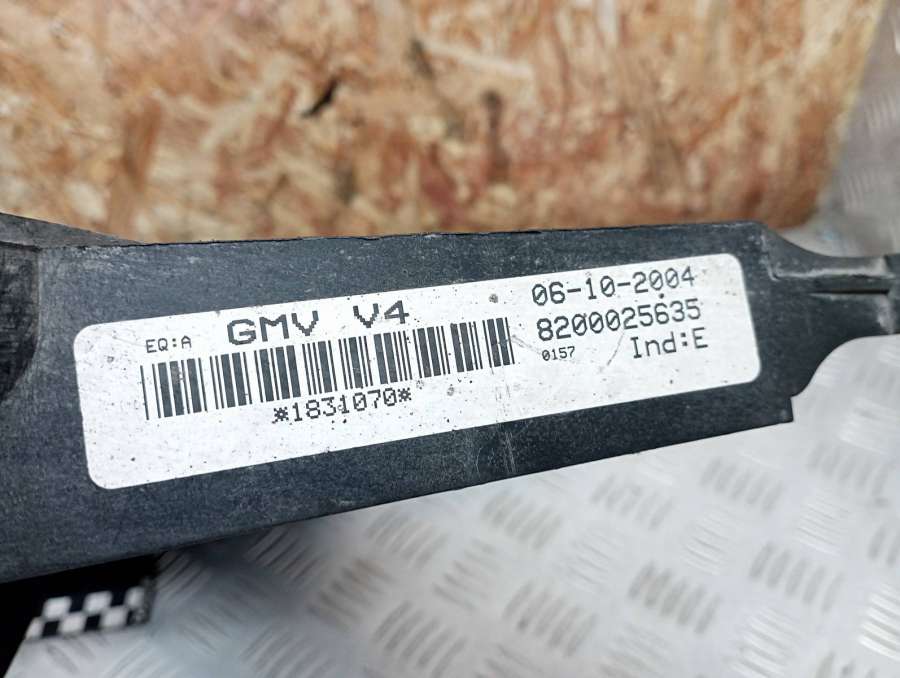 EQ:A GMV V4
*1831070*
06-10-2004
8200025635
0157 Ind:E